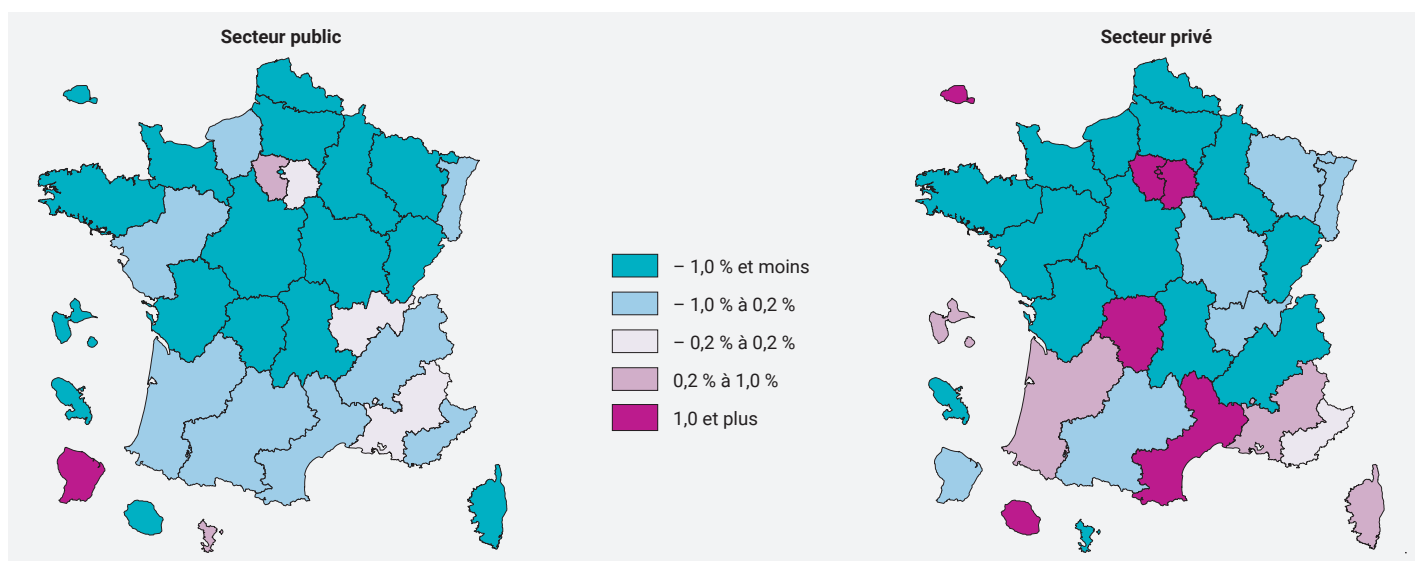 Secteur public
Secteur privé
– 1,0 % et moins
– 1,0 % à 0,2 %
– 0,2 % à 0,2 %
0,2 % à 1,0 %
1,0 et plus